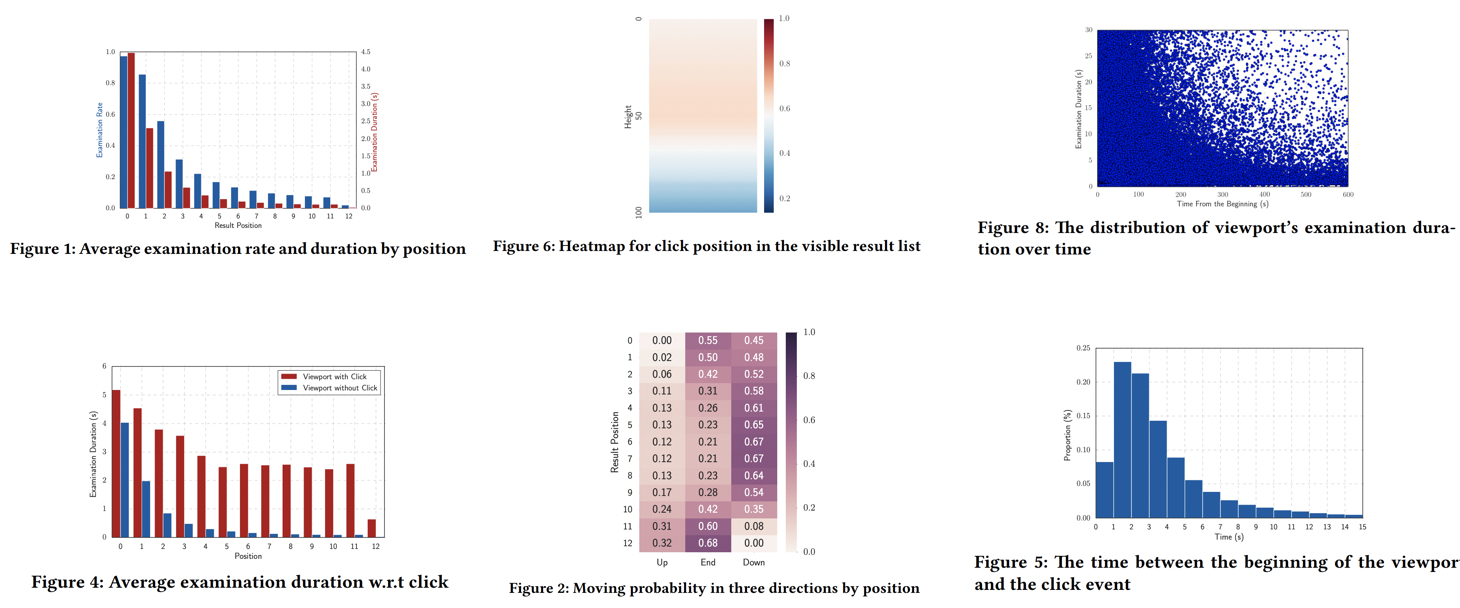 1.0
0.8
0.6
0.4
0.2
0.0
Examination Rate
4.5
4.0
3.5
3.0
2.5
2.0
1.5
1.0
0.5
0.0
Examination Duration (s)
0 1 2 3 4 5 6 7 8 9 10 11 12
Result Position
Figure 1: Average examination rate and duration by position
0
50
100
Height
1.0
0.8
0.6
0.4
0.2
Figure 6: Heatmap for click position in the visible result list
30
25
20
15
10
5
0
Examination Duration (s)
0 100 200 300 400 500 600
Time From the Beginning (s)
Figure 8: The distribution of viewport's examination dura-
tion over time
6
5
4
3
2
1
0
Examination Duration (s)
Viewport with Click
Viewport without Click
0 1 2 3 4 5 6 7 8 9 10 11 12
Position
Figure 4: Average examination duration w.r.t click
Result Position
0 0.00 0.55 0.45
1 0.02 0.50 0.48
2 0.06 0.42 0.52
3 0.11 0.31 0.58
4 0.13 0.26 0.61
5 0.13 0.23 0.65
6 0.12 0.21 0.67
7 0.12 0.21 0.67
8 0.13 0.23 0.64
9 0.17 0.28 0.54
10 0.24 0.42 0.35
11 0.31 0.60 0.08
12 0.32 0.68 0.00
Up End Down
1.0
0.8
0.6
0.4
0.2
0.0
Figure 2: Moving probability in three directions by position
0.25
0.20
0.15
0.10
0.05
0.00
Proportion (%)
0 1 2 3 4 5 6 7 8 9 10 11 12 13 14 15
Time (s)
Figure 5: The time between the beginning of the viewpor
and the click event